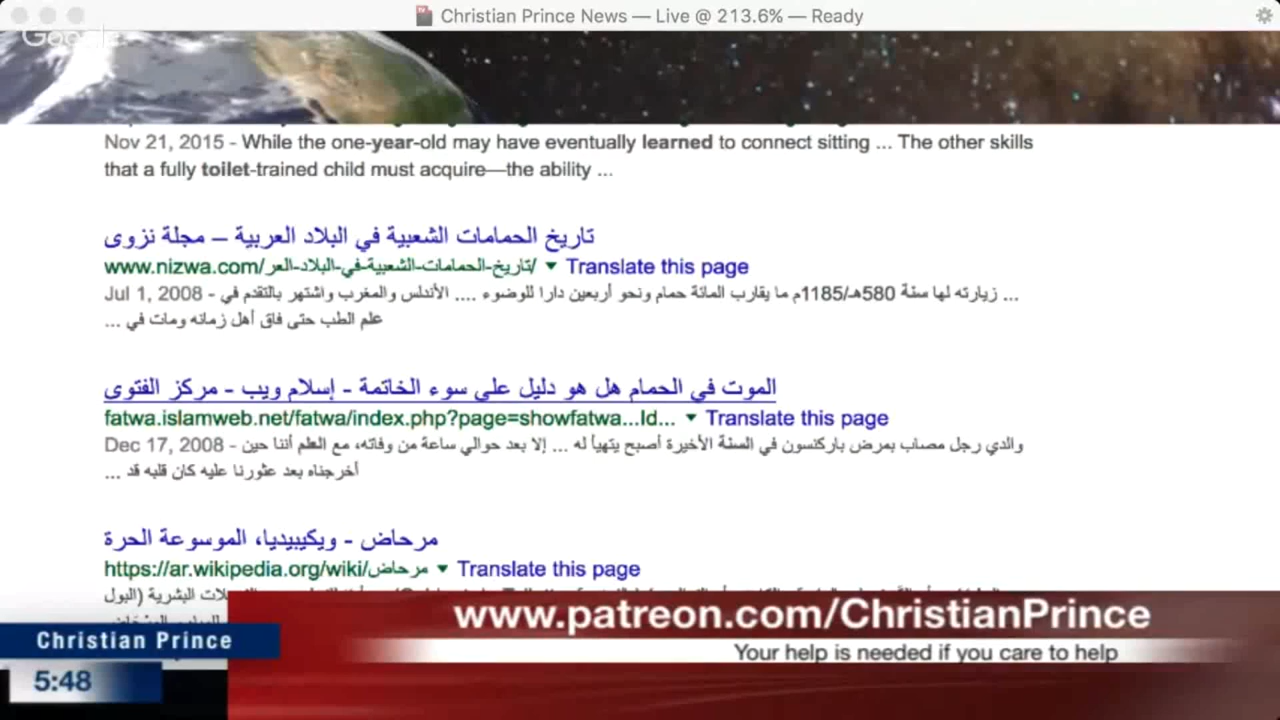 Christian Prince News — Live @ 213.6% — Ready
Google
Nov 21, 2015 - While the one-year-old may have eventually learned to connect sitting ... The other skills
that a fully toilet-trained child must acquire—the ability ...
تاريخ الحمامات الشعبية في البلاد العربية – مجلة نزوى
www.nizwa.com/تاريخ-الحمامات-الشعبية-في-البلاد-العر/ ▼ Translate this page
Jul 1, 2008 - زيارته لها سنة 580هـ/1185م ما يقارب المائة حمام ونحو أربعين دارا للوضوء .... الأندلس والمغرب واشتهر بالتقدم في ...
علم الطب حتى فاق أهل زمانه ومات في ...
الموت في الحمام هل هو دليل على سوء الخاتمة - إسلام ويب - مركز الفتوى
fatwa.islamweb.net/fatwa/index.php?page=showfatwa...Id... ▼ Translate this page
Dec 17, 2008 - والدي رجل مصاب بمرض باركنسون في السنة الأخيرة أصبح يتهيأ له ... إلا بعد حوالي ساعة من وفاته، مع العلم أننا حين
أخرجناه بعد عثورنا عليه كان قلبه قد ...
مرحاض - ويكيبيديا، الموسوعة الحرة
https://ar.wikipedia.org/wiki/مرحاض ▼ Translate this page
البشرية (البول
www.patreon.com/ChristianPrince
Christian Prince
Your help is needed if you care to help
5:48